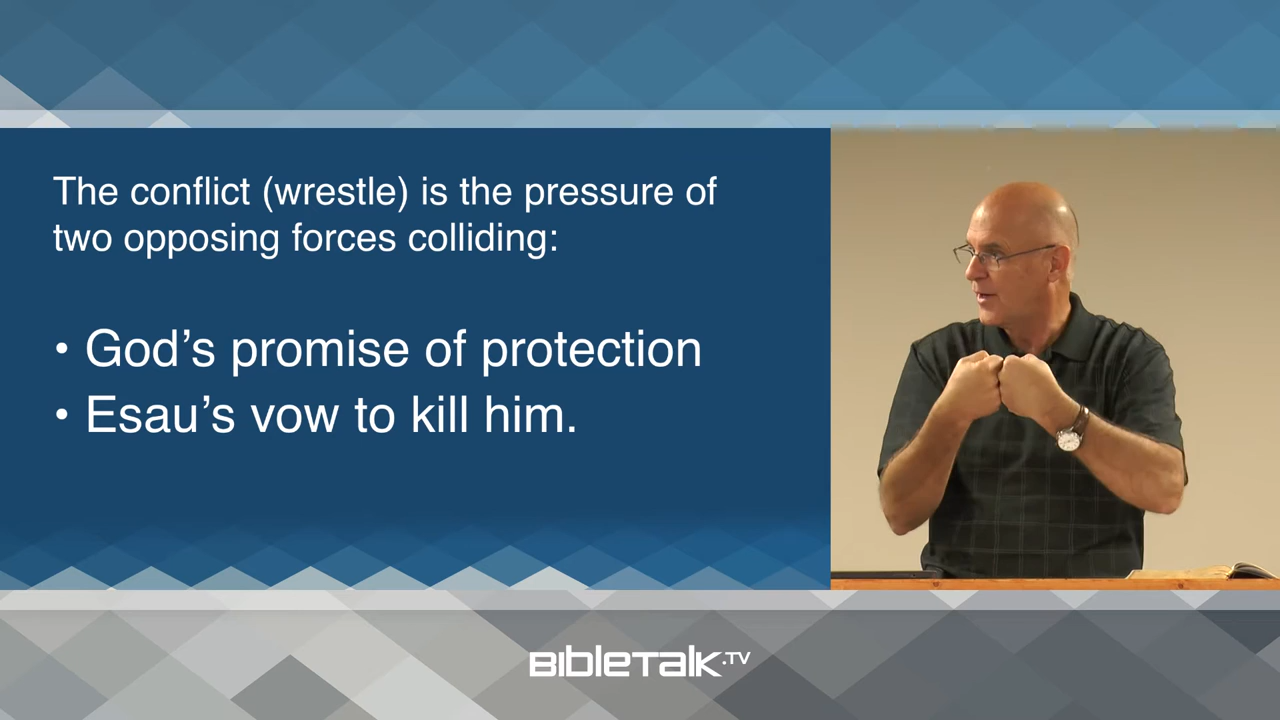 The conflict (wrestle) is the pressure of
two opposing forces colliding:
• God’s promise of protection
• Esau’s vow to kill him.
BIBLETALK.TV